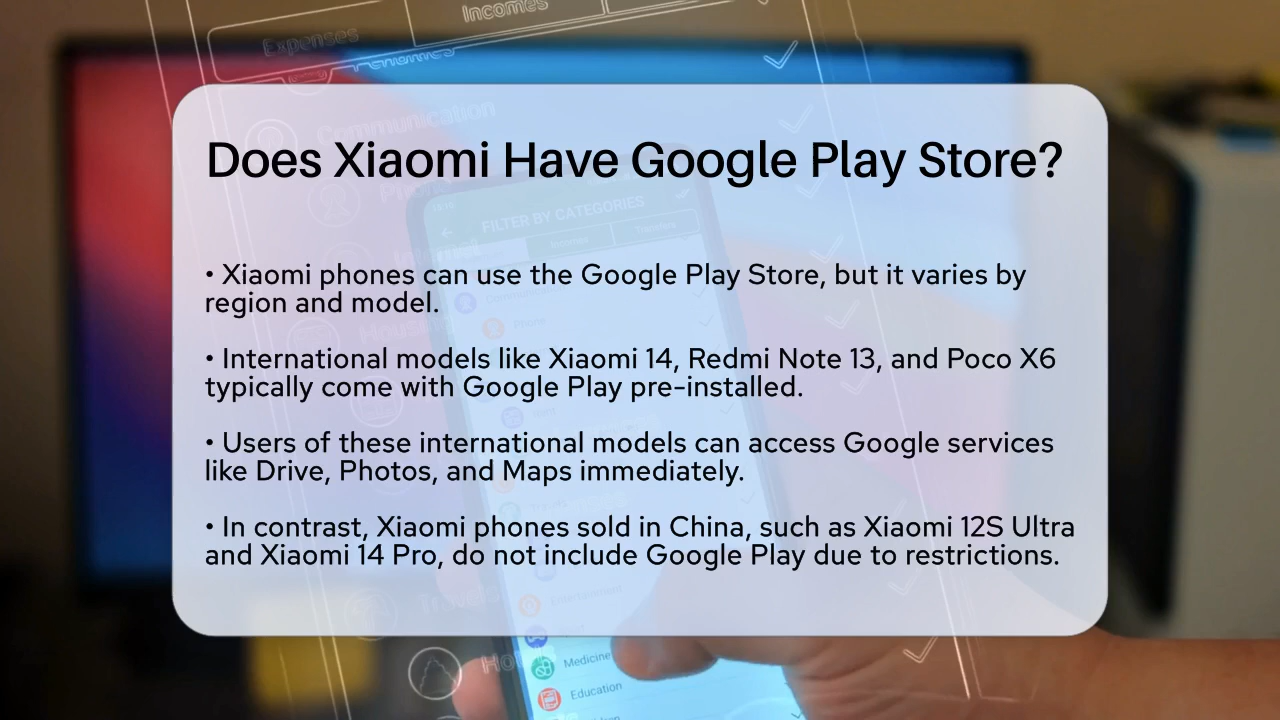 Incomes
Expenses
Communication
FILTER BY CATEGORIES
Does Xiaomi Have Google Play Store?
• Xiaomi phones can use the Google Play Store, but it varies by
region and model.
• International models like Xiaomi 14, Redmi Note 13, and Poco X6
typically come with Google Play pre-installed.
• Users of these international models can access Google services
like Drive, Photos, and Maps immediately.
• In contrast, Xiaomi phones sold in China, such as Xiaomi 12S Ultra
and Xiaomi 14 Pro, do not include Google Play due to restrictions.
Medicine
Education